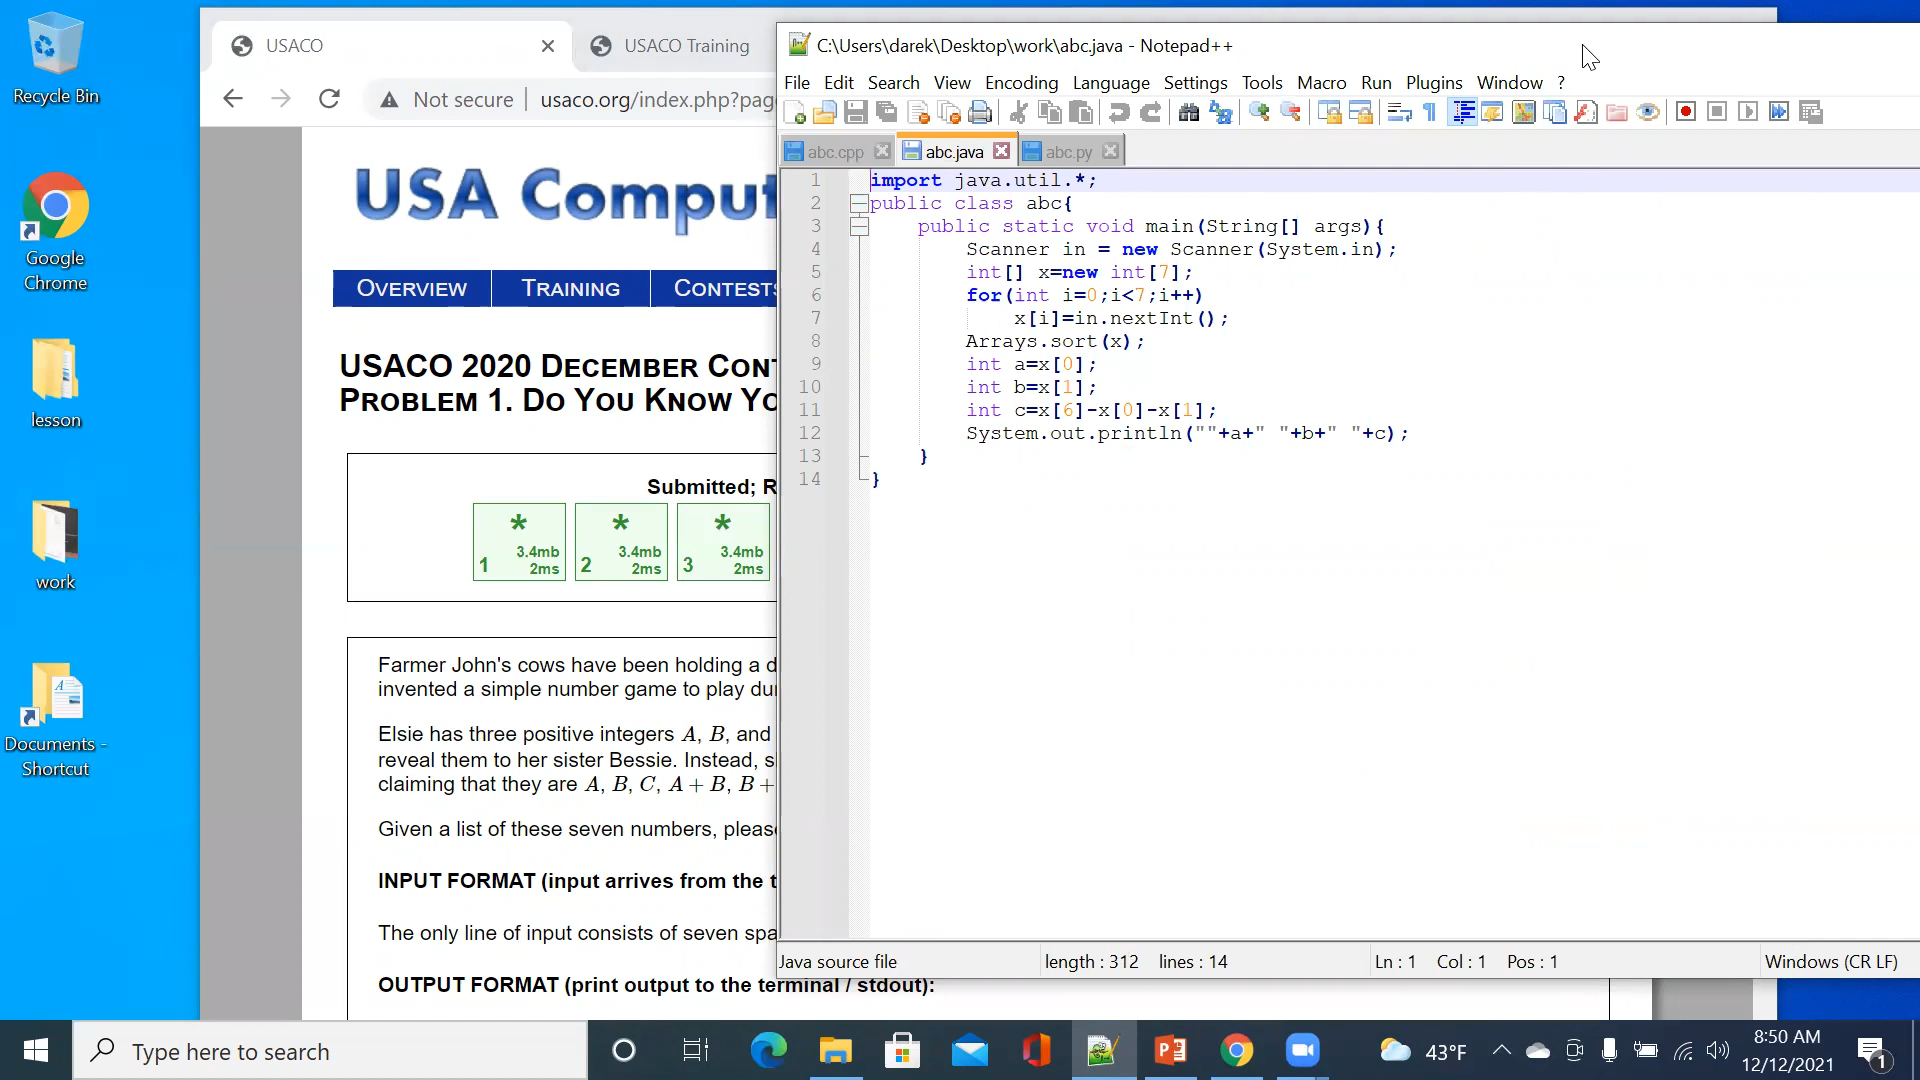 Recycle Bin
Google
Chrome
lesson
work
Documents -
Shortcut
USACO
USACO Training
Not secure
usaco.org/index.php?pag
USA Comput
OVERVIEW
TRAINING
CONTESTS
USACO 2020 DECEMBER CONT
PROBLEM 1. DO YOU KNOW YO
Submitted; R
* 1 3.4mb 2ms
* 2 3.4mb 2ms
* 3 3.4mb 2ms
Farmer John's cows have been holding a d
invented a simple number game to play dur
Elsie has three positive integers A, B, and
reveal them to her sister Bessie. Instead, s
claiming that they are A, B, C, A + B, B +
Given a list of these seven numbers, please
INPUT FORMAT (input arrives from the t
The only line of input consists of seven spa
OUTPUT FORMAT (print output to the terminal / stdout):
C:\Users\darek\Desktop\work\abc.java - Notepad++
File Edit Search View Encoding Language Settings Tools Macro Run Plugins Window ?
abc.cpp
abc.java
abc.py
1 import java.util.*;
2 public class abc{
3 public static void main(String[] args){
4 Scanner in = new Scanner(System.in);
5 int[] x=new int[7];
6 for(int i=0;i<7;i++)
7 x[i]=in.nextInt();
8 Arrays.sort(x);
9 int a=x[0];
10 int b=x[1];
11 int c=x[6]-x[0]-x[1];
12 System.out.println(""+a+" "+b+" "+c);
13 }
14 }
Java source file
length : 312 lines : 14
Ln : 1 Col : 1 Pos : 1
Windows (CR LF)
Type here to search
43°F
8:50 AM
12/12/2021
1